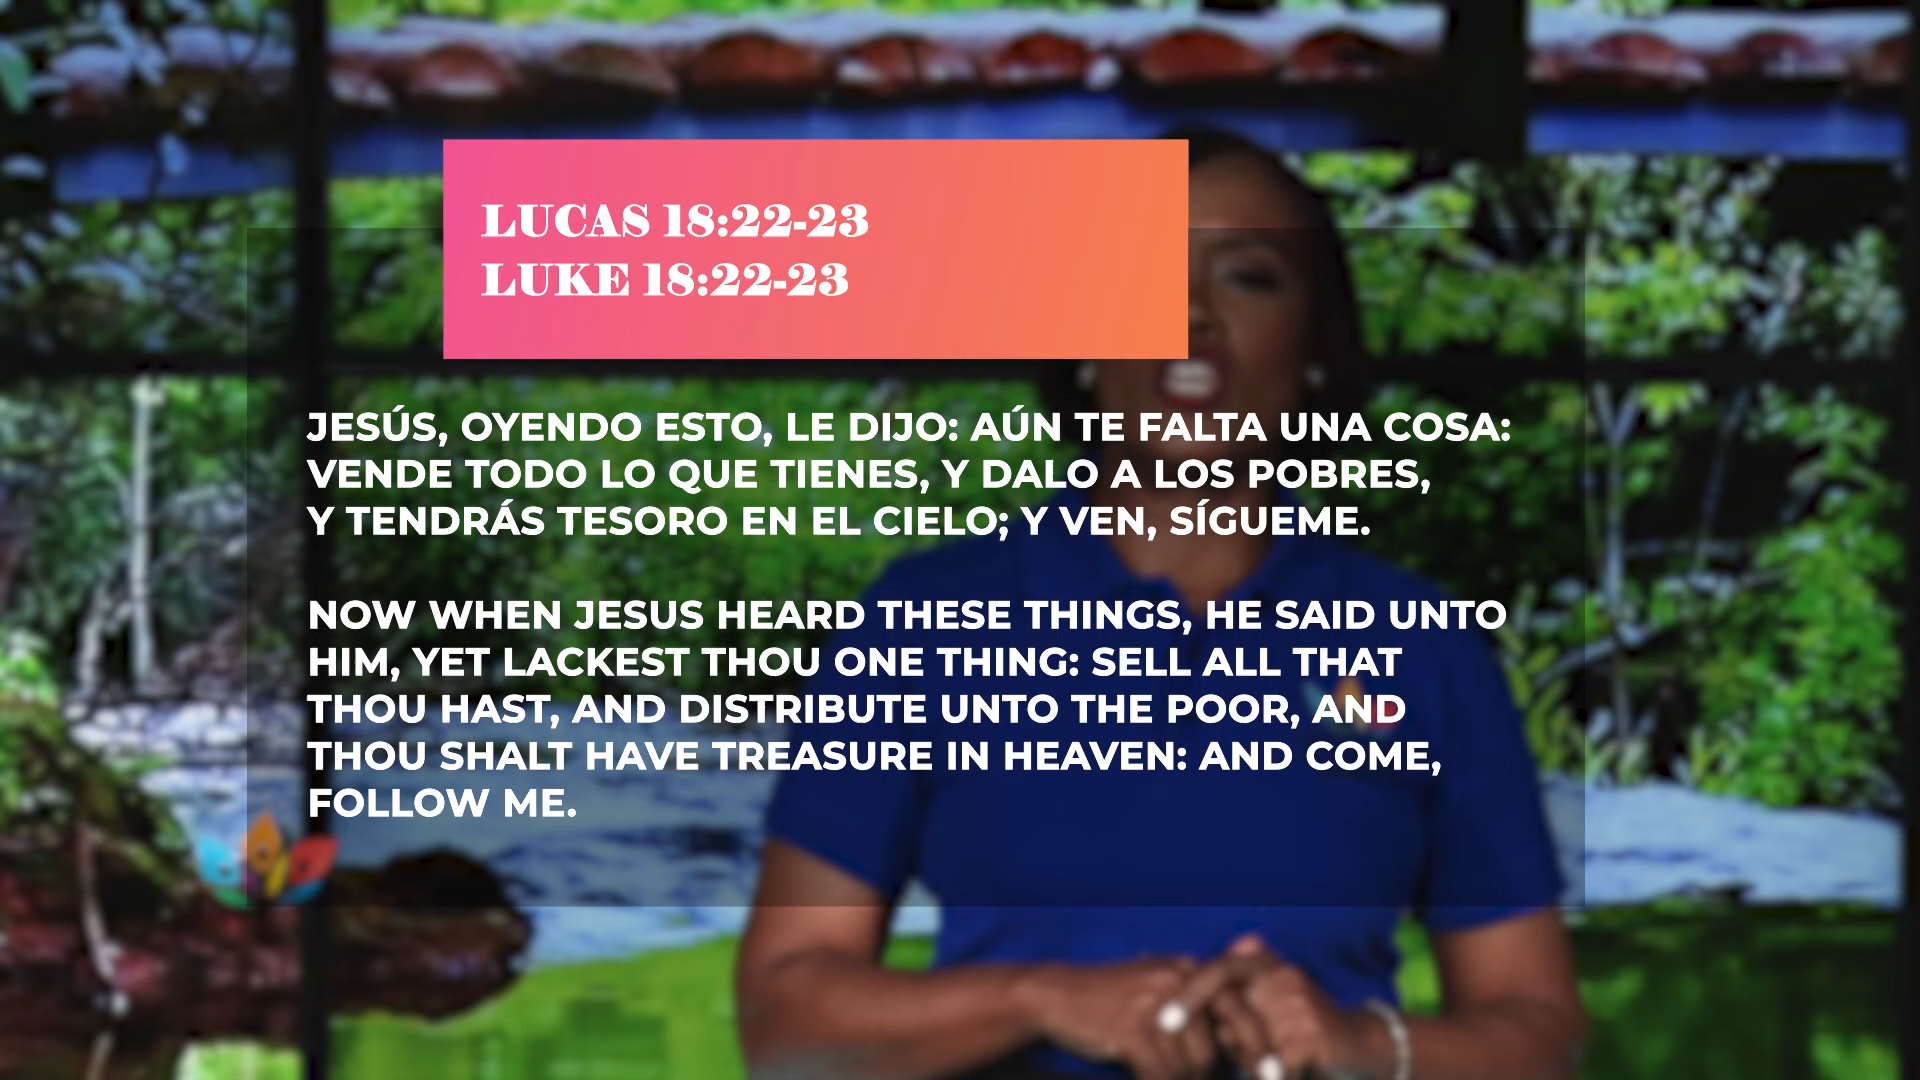 LUCAS 18:22-23
LUKE 18:22-23
JESÚS, OYENDO ESTO, LE DIJO: AÚN TE FALTA UNA COSA:
VENDE TODO LO QUE TIENES, Y DALO A LOS POBRES,
Y TENDRÁS TESORO EN EL CIELO; Y VEN, SÍGUEME.
NOW WHEN JESUS HEARD THESE THINGS, HE SAID UNTO
HIM, YET LACKEST THOU ONE THING: SELL ALL THAT
THOU HAST, AND DISTRIBUTE UNTO THE POOR, AND
THOU SHALT HAVE TREASURE IN HEAVEN: AND COME,
FOLLOW ME.